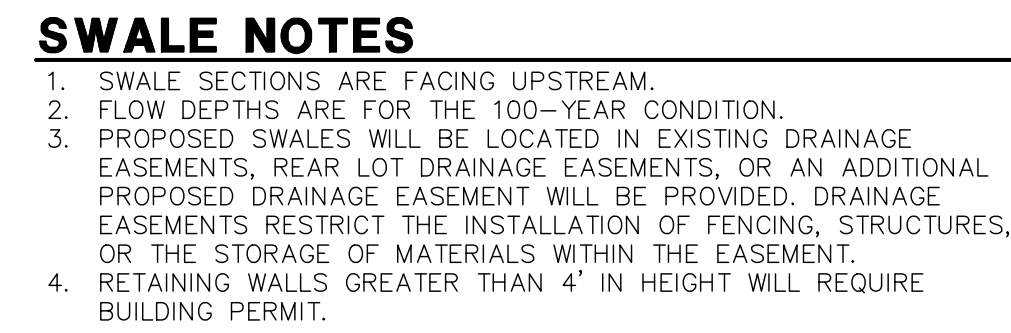 SWALE NOTES
1. SWALE SECTIONS ARE FACING UPSTREAM.
2. FLOW DEPTHS ARE FOR THE 100-YEAR CONDITION.
3. PROPOSED SWALES WILL BE LOCATED IN EXISTING DRAINAGE
EASEMENTS, REAR LOT DRAINAGE EASEMENTS, OR AN ADDITIONAL
PROPOSED DRAINAGE EASEMENT WILL BE PROVIDED. DRAINAGE
EASEMENTS RESTRICT THE INSTALLATION OF FENCING, STRUCTURES,
OR THE STORAGE OF MATERIALS WITHIN THE EASEMENT.
4. RETAINING WALLS GREATER THAN 4' IN HEIGHT WILL REQUIRE
BUILDING PERMIT.